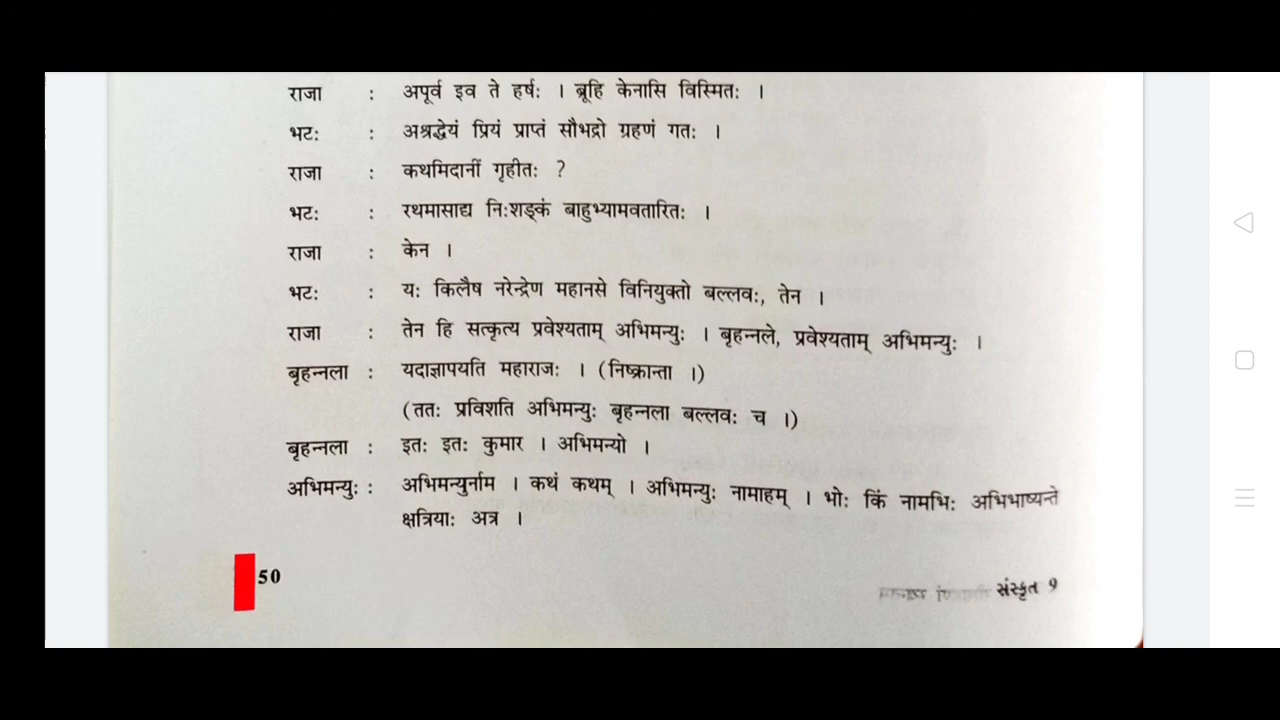 राजा : अपूर्व इव ते हर्षः । ब्रूहि केनासि विस्मितः ।
भटः : अश्रद्धेयं प्रियं प्राप्तं सौभद्रो ग्रहणं गतः ।
राजा : कथमिदानीं गृहीतः ?
भटः : रथमासाद्य निःशङ्कं बाहुभ्यामवतारितः ।
राजा : केन ।
भटः : यः किलैष नरेन्द्रेण महानसे विनियुक्तो बल्लवः, तेन ।
राजा : तेन हि सत्कृत्य प्रवेश्यताम् अभिमन्युः । बृहन्नले, प्रवेश्यताम् अभिमन्युः ।
बृहन्नला : यदाज्ञापयति महाराजः । (निष्क्रान्ता ।)
(ततः प्रविशति अभिमन्युः बृहन्नला बल्लवः च ।)
बृहन्नला : इतः इतः कुमार । अभिमन्यो ।
अभिमन्युः : अभिमन्युर्नाम । कथं कथम् । अभिमन्युः नामाहम् । भोः किं नामभिः अभिभाष्यन्ते
क्षत्रियाः अत्र ।
50
संस्कृत 9